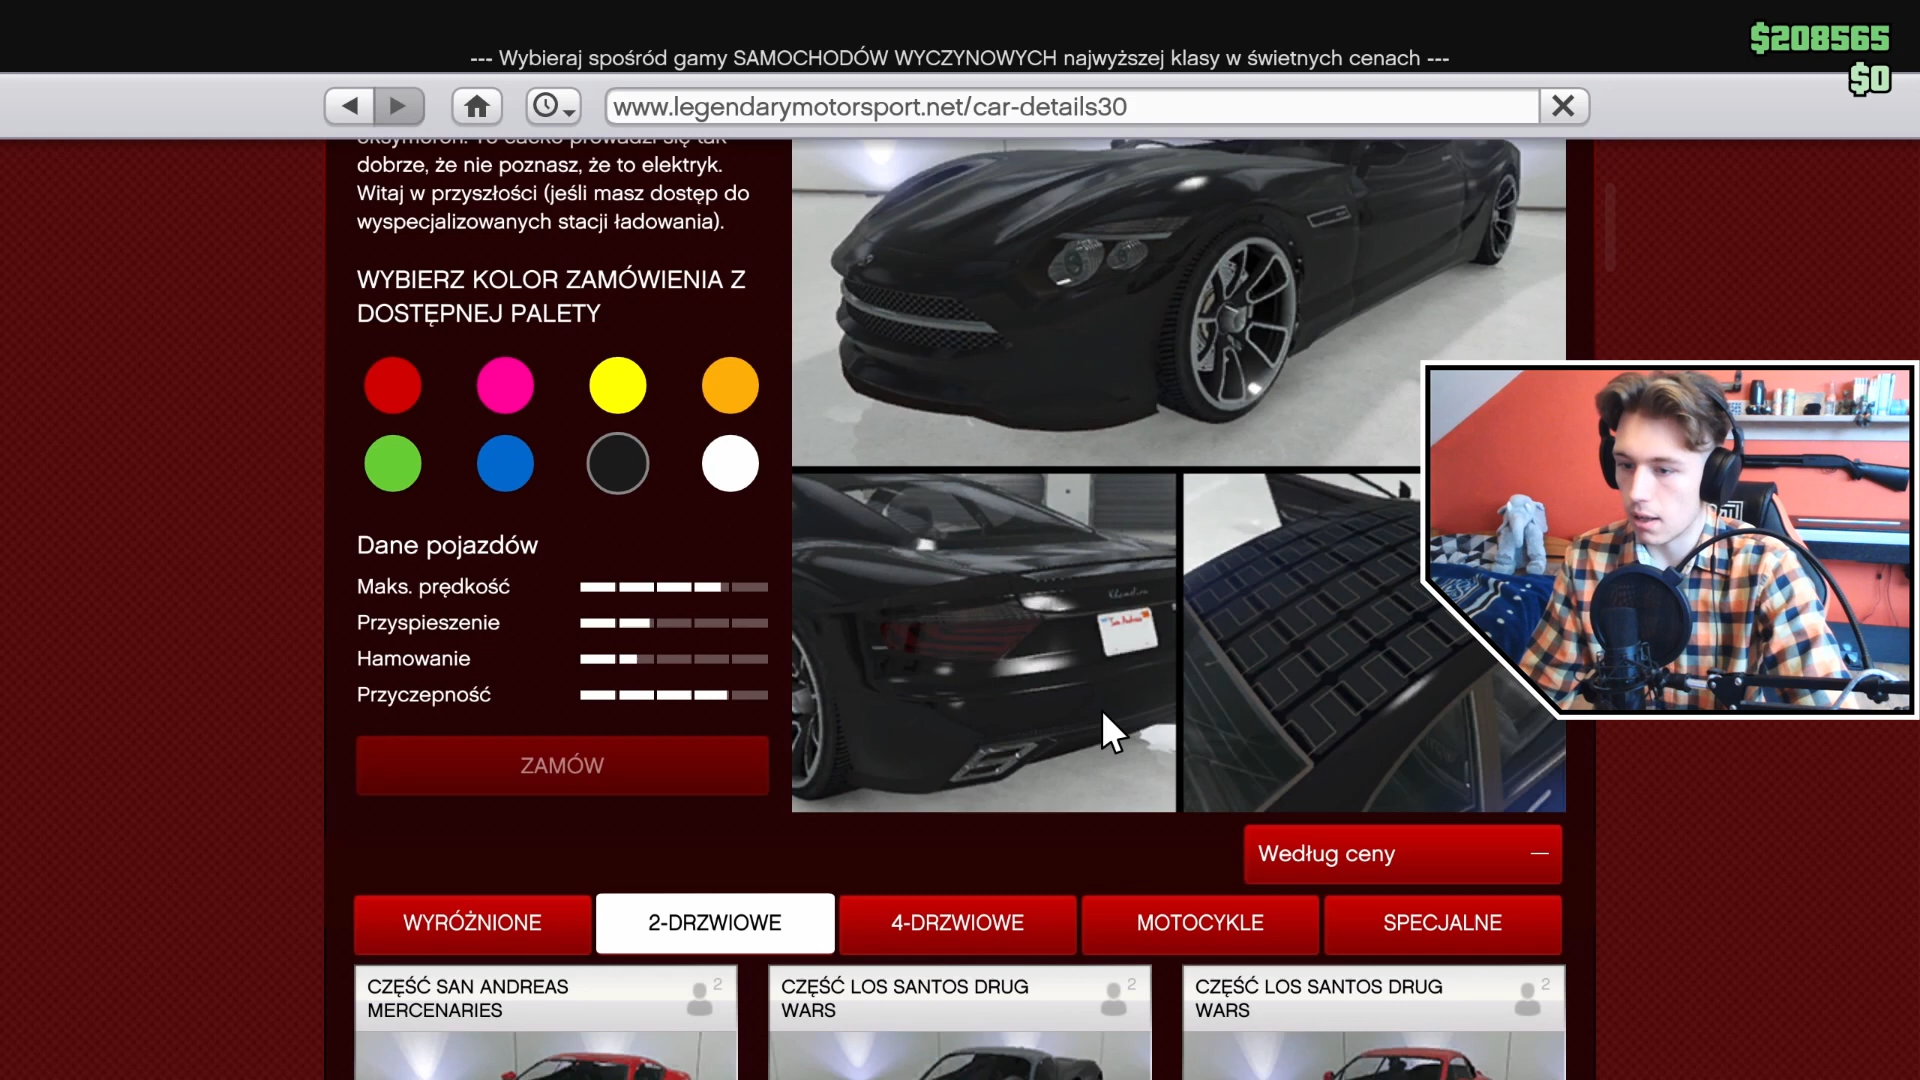 $208565
--- Wybieraj spośród gamy SAMOCHODÓW WYCZYNOWYCH najwyższej klasy w świetnych cenach ---
$0
www.legendarymotorsport.net/car-details30
dobrze, że nie poznasz, że to elektryk.
Witaj w przyszłości (jeśli masz dostęp do
wyspecjalizowanych stacji ładowania).
WYBIERZ KOLOR ZAMÓWIENIA Z
DOSTĘPNEJ PALETY
Dane pojazdów
Maks. prędkość
Przyspieszenie
Hamowanie
Przyczepność
ZAMÓW
San Andreas
Według ceny
WYRÓŻNIONE
2-DRZWIOWE
4-DRZWIOWE
MOTOCYKLE
SPECJALNE
CZĘŚĆ SAN ANDREAS
MERCENARIES
2
CZĘŚĆ LOS SANTOS DRUG
WARS
2
CZĘŚĆ LOS SANTOS DRUG
WARS
2